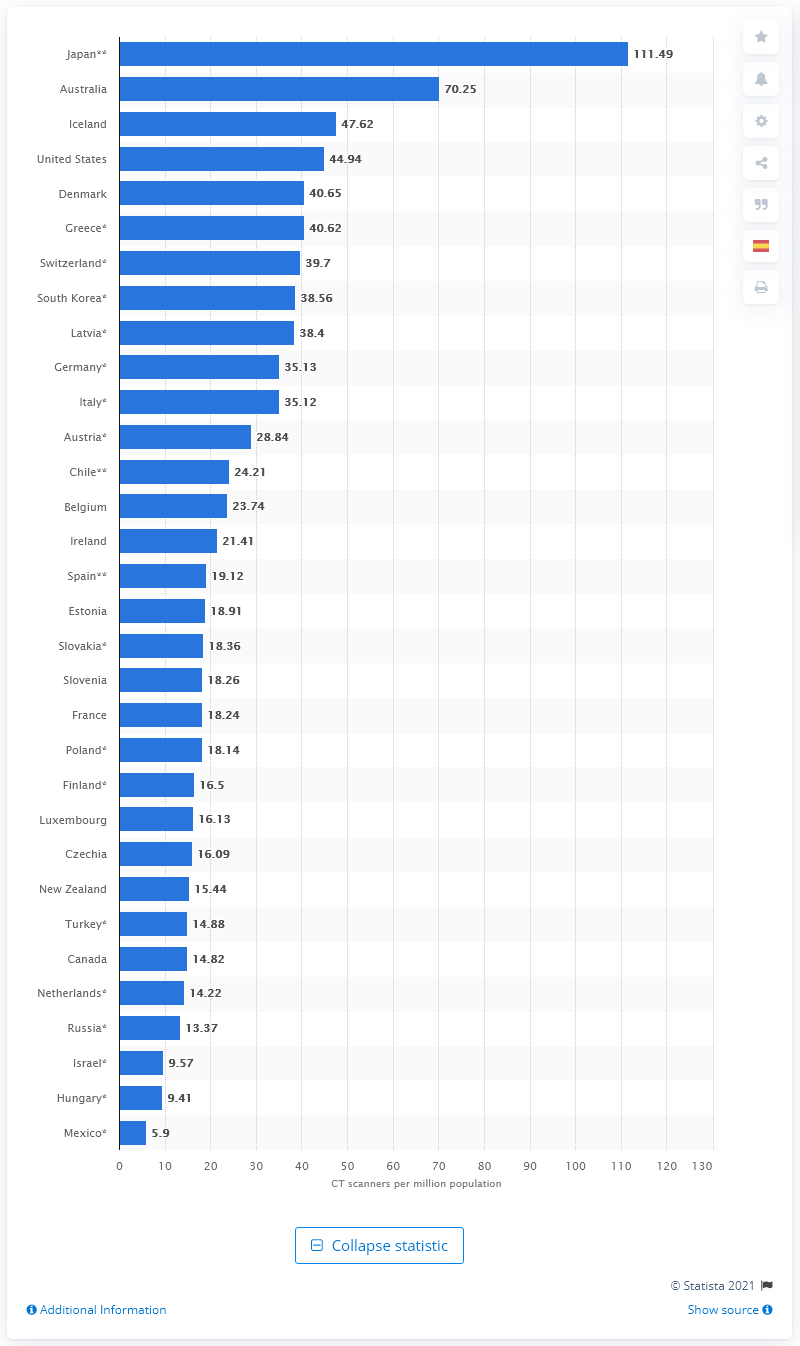 Japan** 111.49
Australia 70.25
Iceland 47.62
United States 44.94
Denmark 40.65
Greece* 40.62
Switzerland* 39.7
South Korea* 38.56
Latvia* 38.4
Germany* 35.13
Italy* 35.12
Austria* 28.84
Chile** 24.21
Belgium 23.74
Ireland 21.41
Spain** 19.12
Estonia 18.91
Slovakia* 18.36
Slovenia 18.26
France 18.24
Poland* 18.14
Finland* 16.5
Luxembourg 16.13
Czechia 16.09
New Zealand 15.44
Turkey* 14.88
Canada 14.82
Netherlands* 14.22
Russia* 13.37
Israel* 9.57
Hungary* 9.41
Mexico* 5.9
0 10 20 30 40 50 60 70 80 90 100 110 120 130
CT scanners per million population
Collapse statistic
© Statista 2021
Additional Information Show source